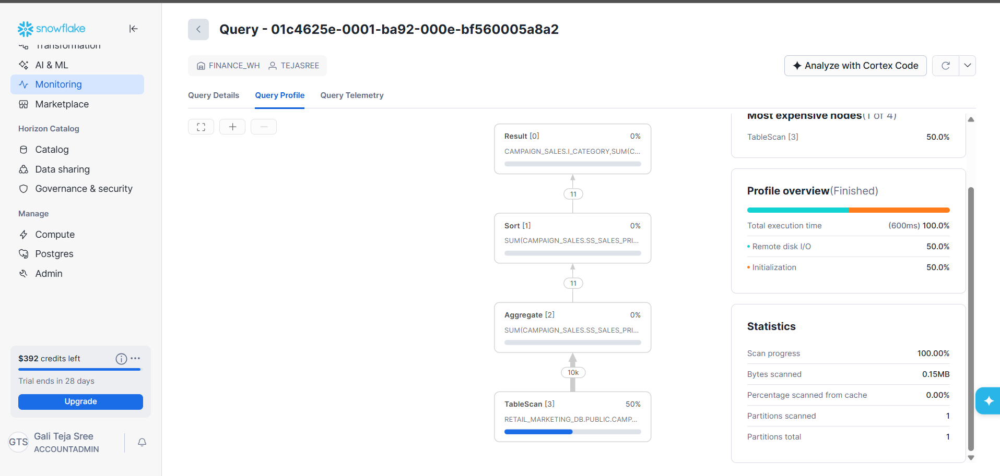 snowflake
Transformation
AI & ML
Monitoring
Marketplace
Horizon Catalog
Catalog
Data sharing
Governance & security
Manage
Compute
Postgres
Admin
$392 credits left
Trial ends in 28 days
Upgrade
GTS
Gali Teja Sree
ACCOUNTADMIN
Query - 01c4625e-0001-ba92-000e-bf560005a8a2
FINANCE_WH TEJASREE
Analyze with Cortex Code
Query Details Query Profile Query Telemetry
Result [0] 0%
CAMPAIGN_SALES.I_CATEGORY,SUM(C...
11
Sort [1] 0%
SUM(CAMPAIGN_SALES.SS_SALES_PRI...
11
Aggregate [2] 0%
SUM(CAMPAIGN_SALES.SS_SALES_PRI...
10k
TableScan [3] 50%
RETAIL_MARKETING_DB.PUBLIC.CAMP...
Most expensive nodes(1 of 4)
TableScan [3] 50.0%
Profile overview(Finished)
Total execution time (600ms) 100.0%
Remote disk I/O 50.0%
Initialization 50.0%
Statistics
Scan progress 100.00%
Bytes scanned 0.15MB
Percentage scanned from cache 0.00%
Partitions scanned 1
Partitions total 1